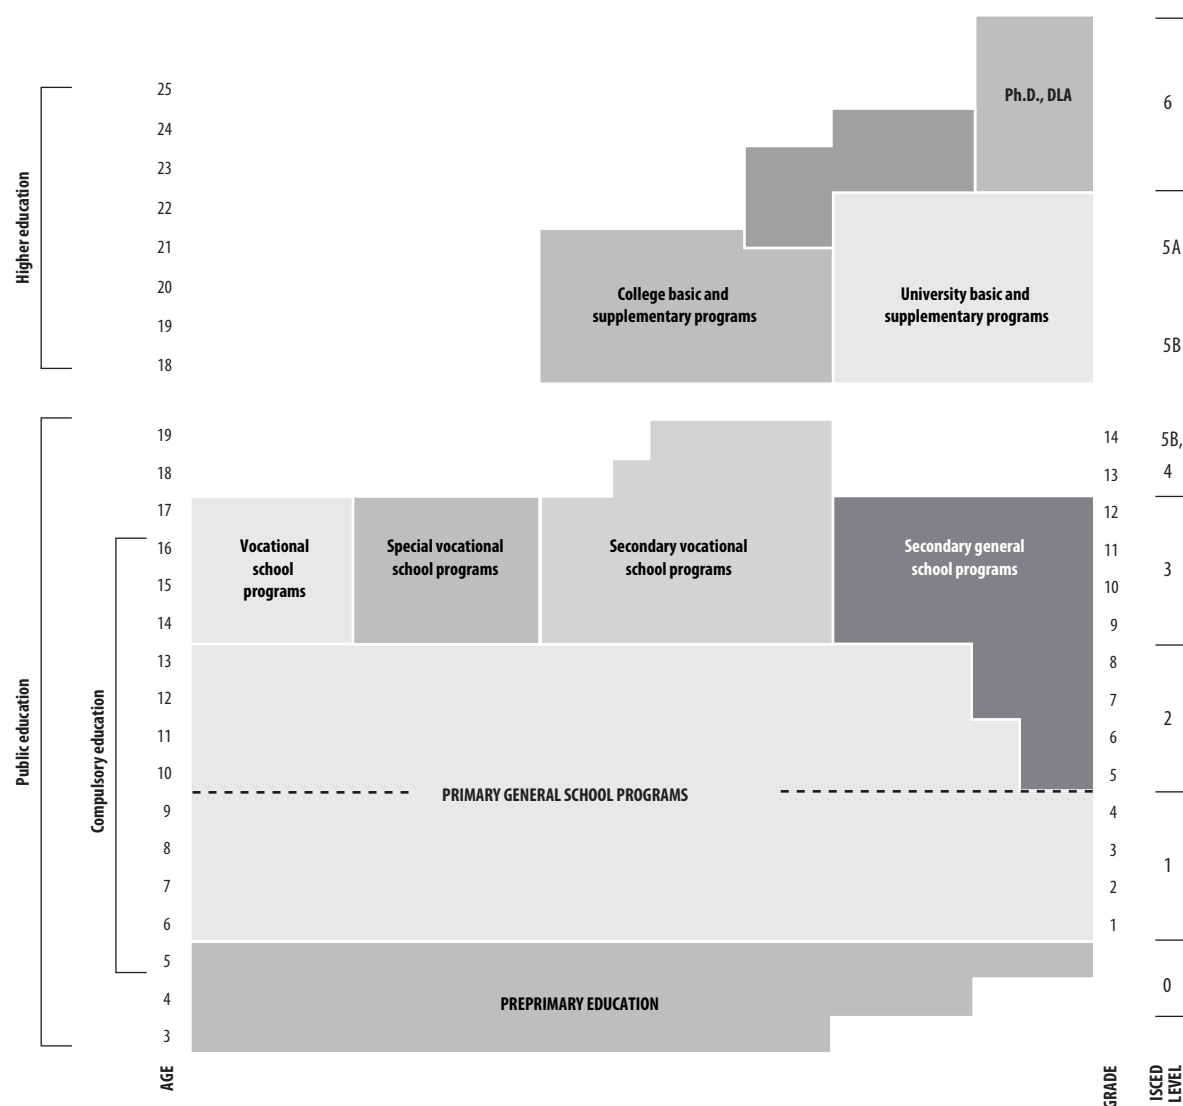 Ph.D., DLA
25
24
23
22
21
20
19
18
Higher education
College basic and
supplementary programs
University basic and
supplementary programs
6
5A
5B
19
18
17
16
15
14
13
12
11
10
9
8
7
6
5
4
3
AGE
Public education
Compulsory education
Vocational
school
programs
Special vocational
school programs
Secondary vocational
school programs
Secondary general
school programs
PRIMARY GENERAL SCHOOL PROGRAMS
PREPRIMARY EDUCATION
14
13
12
11
10
9
8
7
6
5
4
3
2
1
GRADE
5B,
4
3
2
1
0
ISCED
LEVEL